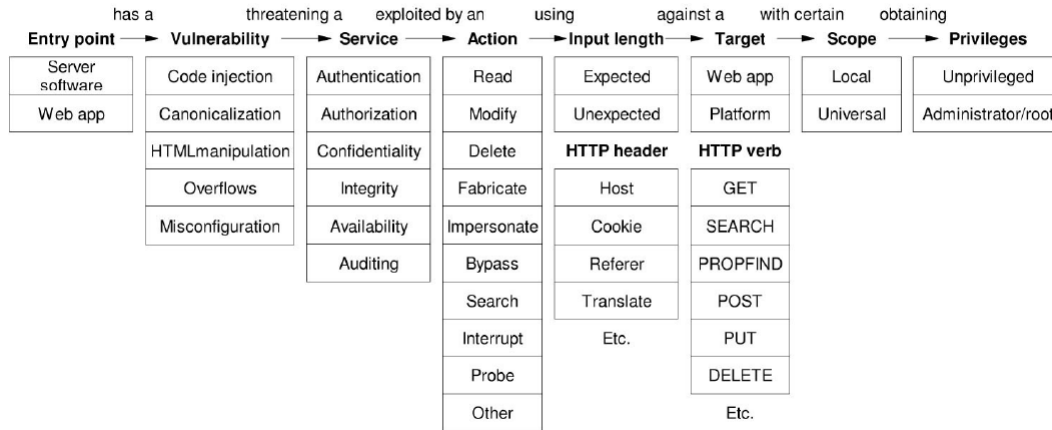 has a threatening a exploited by an using against a with certain obtaining
Entry point Vulnerability Service Action Input length Target Scope Privileges
Server software Code injection Authentication Read Expected Web app Local Unprivileged
Web app Canonicalization Authorization Modify Unexpected Platform Universal Administrator/root
HTMLmanipulation Confidentiality Delete HTTP header HTTP verb
Overflows Integrity Fabricate Host GET
Misconfiguration Availability Impersonate Cookie SEARCH
Auditing Bypass Referer PROPFIND
Search Translate POST
Interrupt Etc. PUT
Probe DELETE
Other Etc.